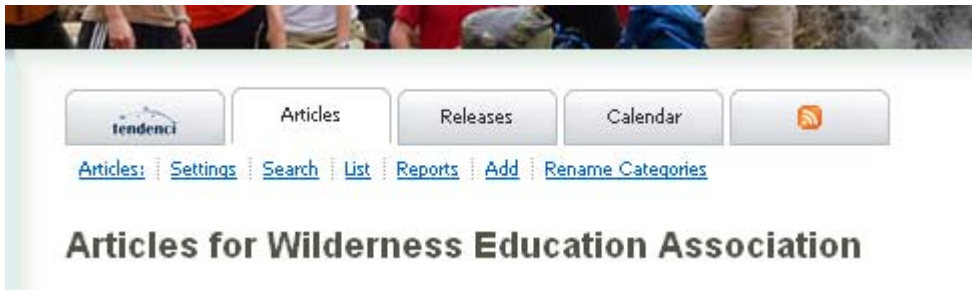 tendenci Articles Releases Calendar
Articles: Settings Search List Reports Add Rename Categories
Articles for Wilderness Education Association